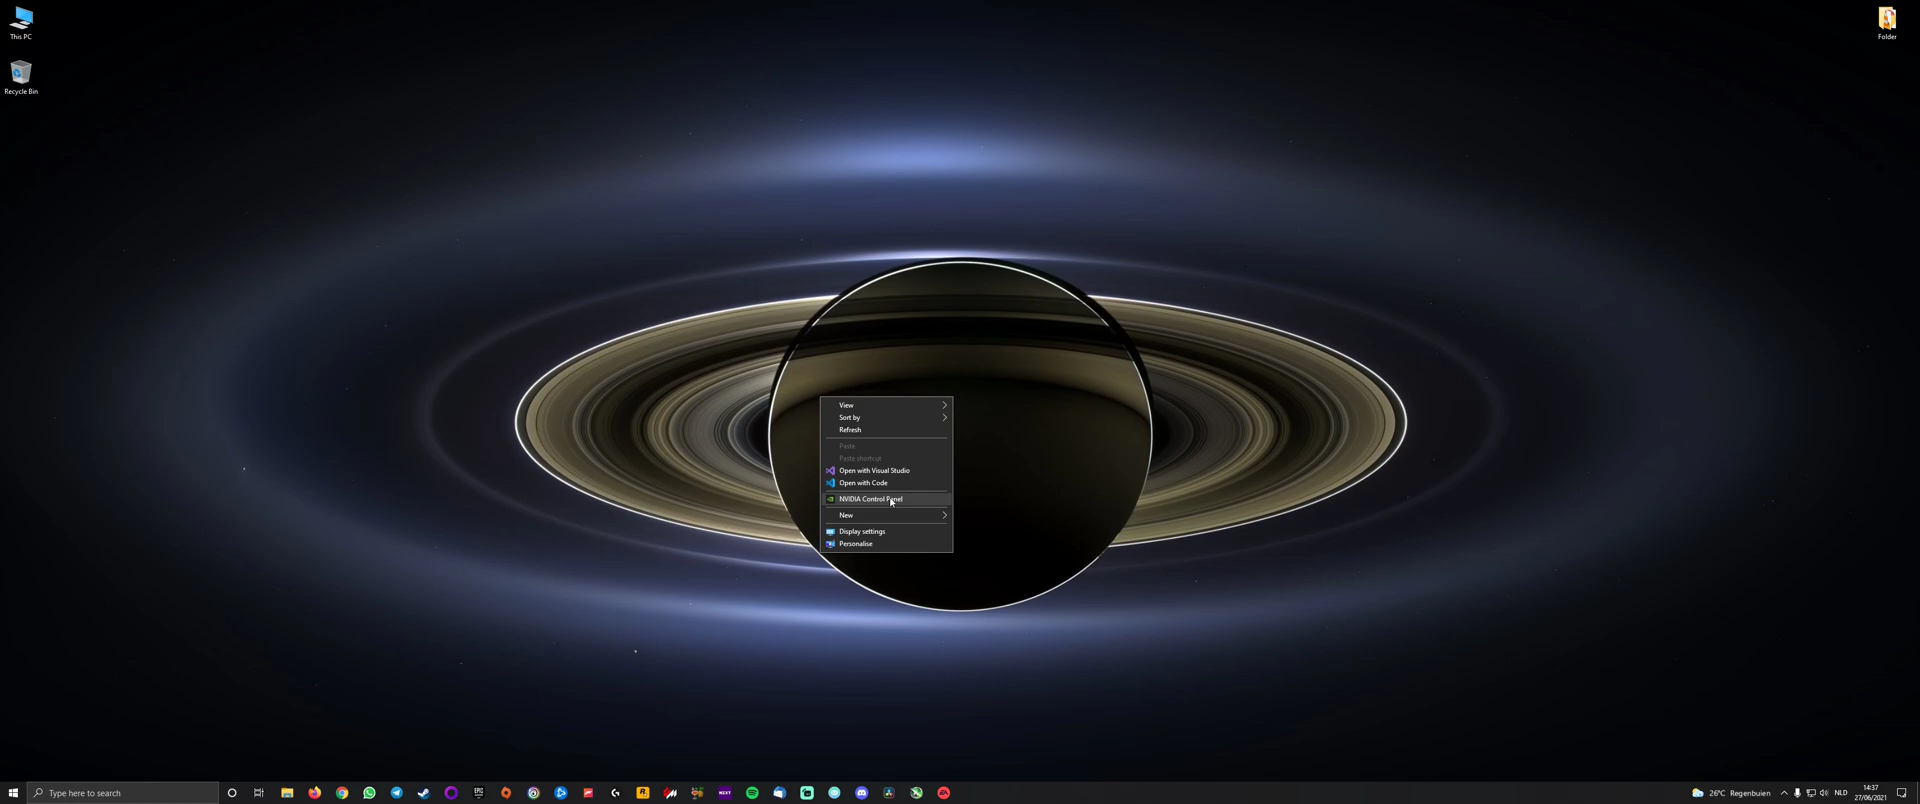 This PC
Folder
Recycle Bin
View
Sort by
Refresh
Paste
Paste shortcut
Open with Visual Studio
Open with Code
NVIDIA Control Panel
New
Display settings
Personalise
Type here to search
EPIC
NEXT
26°C Regenbuien
NLD
14:37
27/06/2021